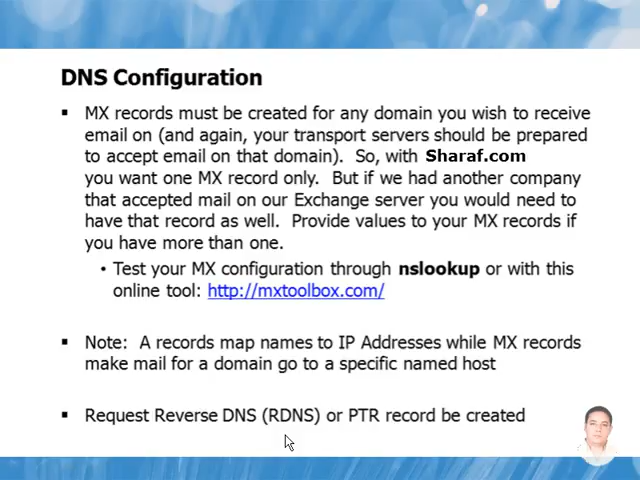 DNS Configuration
▪ MX records must be created for any domain you wish to receive
email on (and again, your transport servers should be prepared
to accept email on that domain). So, with Sharaf.com
you want one MX record only. But if we had another company
that accepted mail on our Exchange server you would need to
have that record as well. Provide values to your MX records if
you have more than one.
• Test your MX configuration through nslookup or with this
online tool: http://mxtoolbox.com/
▪ Note: A records map names to IP Addresses while MX records
make mail for a domain go to a specific named host
▪ Request Reverse DNS (RDNS) or PTR record be created